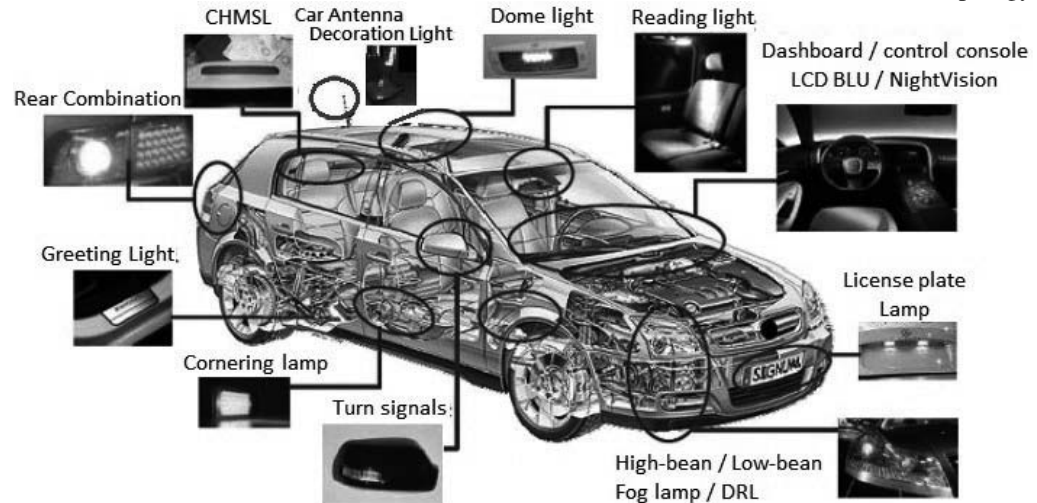 CHMSL
Car Antenna
Decoration Light
Dome light
Reading light
Dashboard / control console
LCD BLU / NightVision
Rear Combination
Greeting Light
License plate
Lamp
SIGNUM
Cornering lamp
Turn signals
High-bean / Low-bean
Fog lamp / DRL